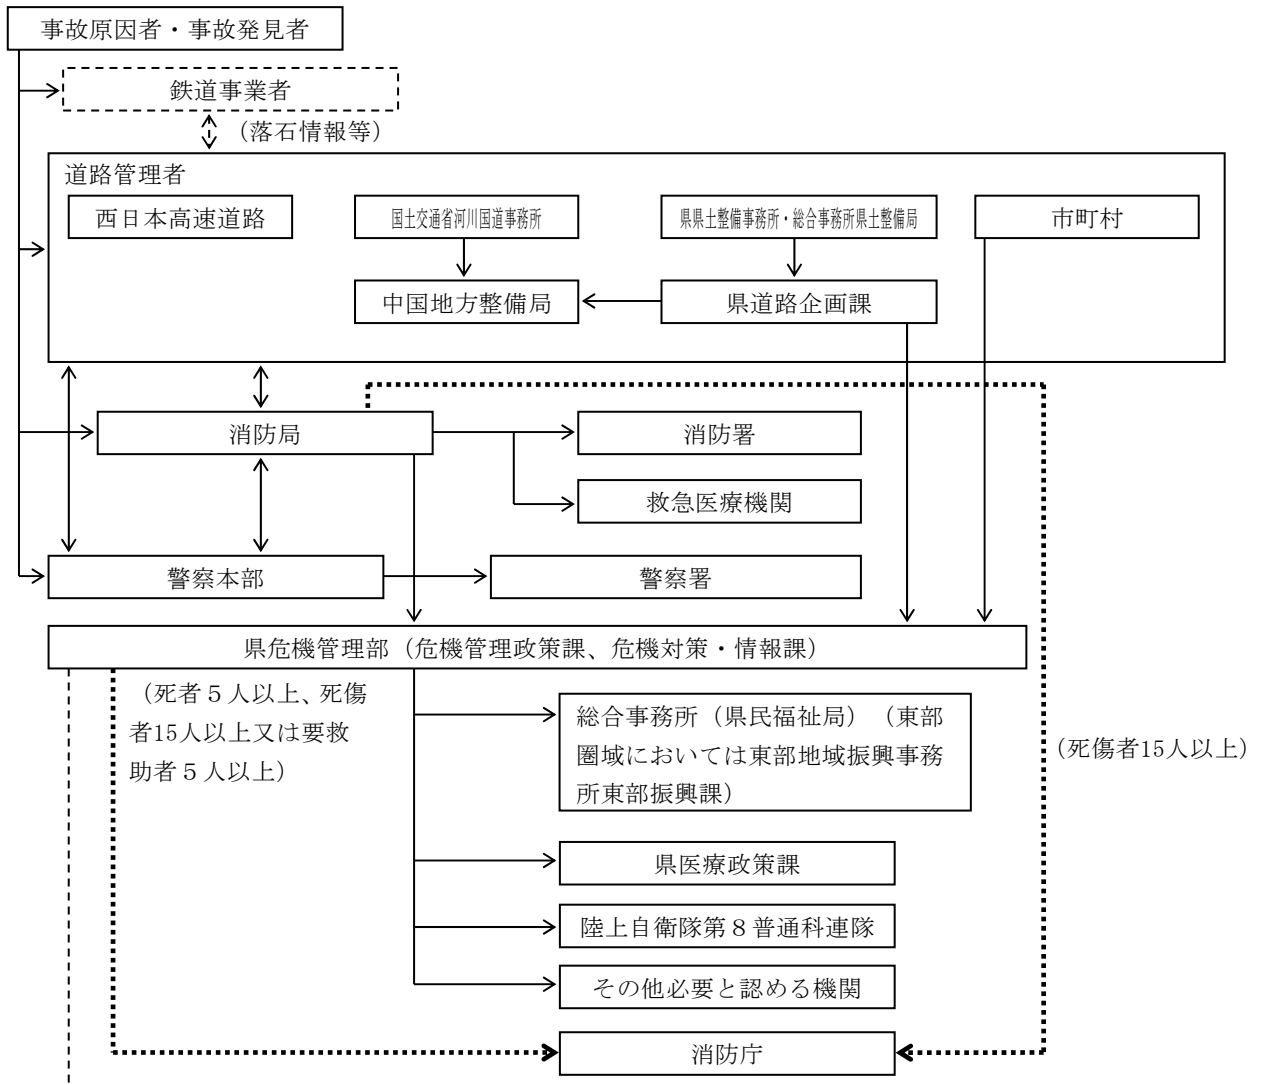 事故原因者・事故発見者
鉄道事業者
（落石情報等）
道路管理者
西日本高速道路
国土交通省河川国道事務所
県県土整備事務所・総合事務所県土整備局
市町村
中国地方整備局
県道路企画課
消防局
消防署
救急医療機関
警察本部
警察署
県危機管理部（危機管理政策課、危機対策・情報課）
（死者５人以上、死傷
者15人以上又は要救
助者５人以上）
総合事務所（県民福祉局）（東部
圏域においては東部地域振興事務
所東部振興課）
（死傷者15人以上）
県医療政策課
陸上自衛隊第８普通科連隊
その他必要と認める機関
消防庁